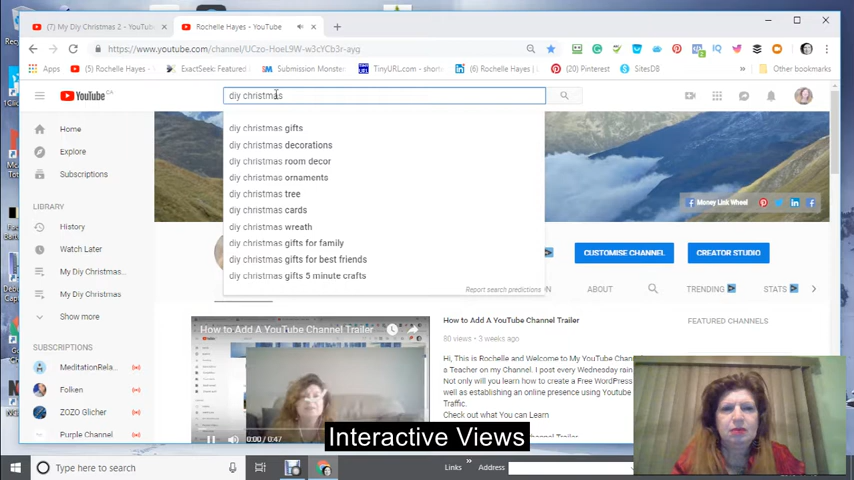 (7) My Diy Christmas 2 - YouTube
Rochelle Hayes - YouTube
https://www.youtube.com/channel/UCzo-HoeL9W-w3YcYCb3r-ayg
Apps
(5) Rochelle Hayes -
ExactSeek: Featured
Submission Monster
TinyURL.com - shorte
(6) Rochelle Hayes |
(20) Pinterest
SitesDB
Other bookmarks
YouTube CA
diy christmas
Home
Explore
Subscriptions
LIBRARY
History
Watch Later
My Diy Christmas...
My DIY Christmas
Show more
SUBSCRIPTIONS
MeditationRela...
Folken
ZOZO Glicher
Purple Channel
diy christmas gifts
diy christmas decorations
diy christmas room decor
diy christmas ornaments
diy christmas tree
diy christmas cards
diy christmas wreath
diy christmas gifts for family
diy christmas gifts for best friends
diy christmas gifts 5 minute crafts
Report search predictions
Money Link Wheel
CUSTOMISE CHANNEL
CREATOR STUDIO
ABOUT
TRENDING
STATS
How to Add A YouTube Channel Trailer
0:00 / 0:47
How to Add A YouTube Channel Trailer
80 views • 3 weeks ago
Hi, This is Rochelle and Welcome to My YouTube Chan
a Teacher on my Channel. I post every Wednesday rain
Not only will you learn how to create a Free WordPress
well as establishing an online presence using Youtube
Traffic.
Check out what You can Learn
FEATURED CHANNELS
Interactive Views
Type here to search
Links
Address